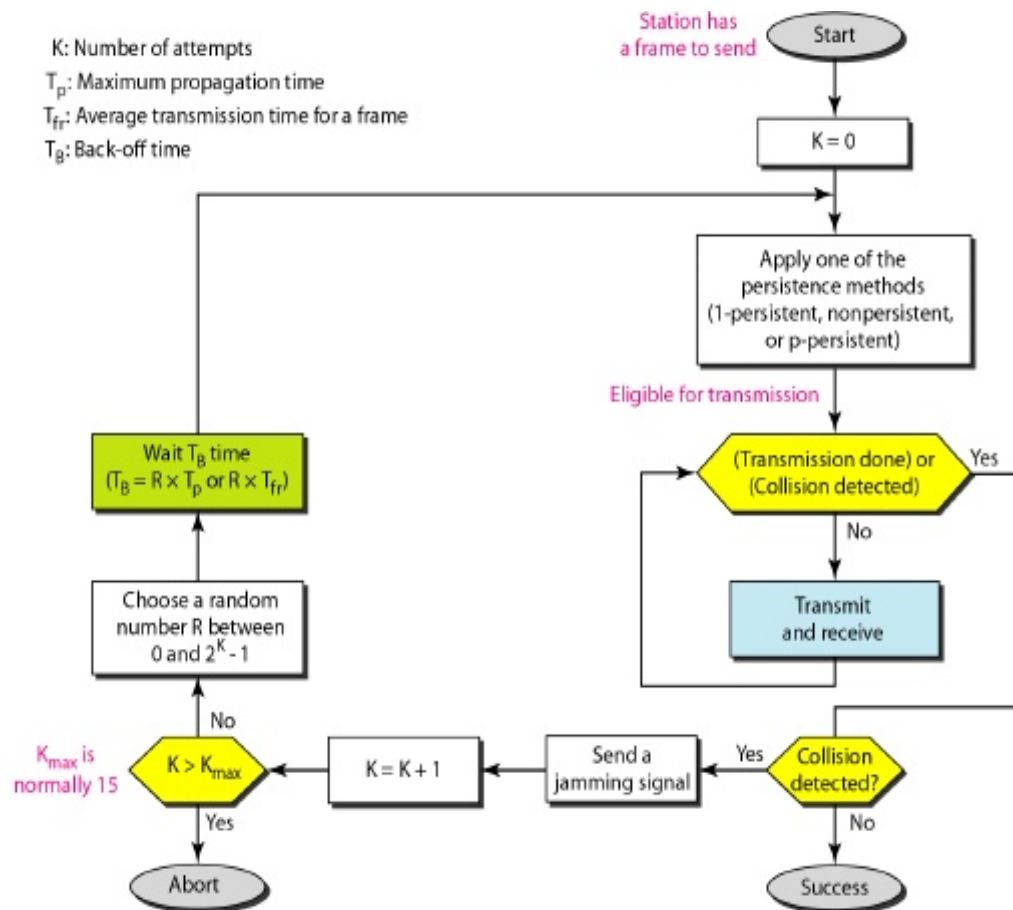 K: Number of attempts
Tp: Maximum propagation time
Tfr: Average transmission time for a frame
TB: Back-off time
Station has
a frame to send
Start
K = 0
Apply one of the
persistence methods
(1-persistent, nonpersistent,
or p-persistent)
Eligible for transmission
(Transmission done) or
(Collision detected)
Yes
No
Transmit
and receive
Wait TB time
(TB = R × Tp or R × Tfr)
Choose a random
number R between
0 and 2^K - 1
No
Kmax is
normally 15
K > Kmax
Yes
Abort
K = K + 1
Send a
jamming signal
Yes
Collision
detected?
No
Success